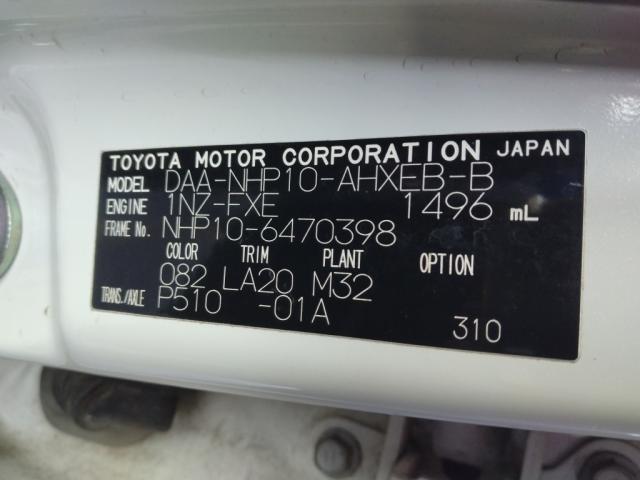 TOYOTA MOTOR CORPORATION JAPAN
MODEL DAA-NHP10-AHXEB-B
ENGINE 1NZ-FXE 1496 mL
FRAME No. NHP10-6470398
COLOR TRIM PLANT OPTION
082 LA20 M32
TRANS./AXLE P510 -01A 310